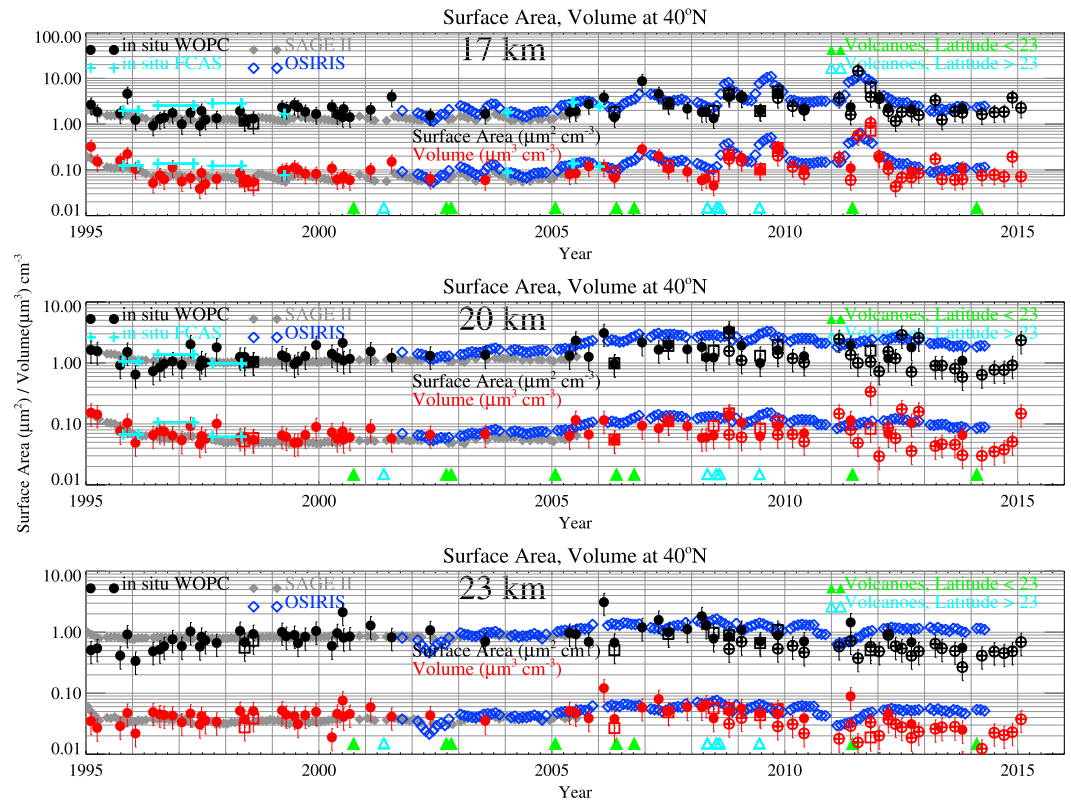 Surface Area, Volume at 40°N
100.00
in situ WOPC
SAGE II
17 km
Volcanoes, Latitude < 23
in situ FCAS
OSIRIS
Volcanoes, Latitude > 23
10.00
1.00
Surface Area (μm² cm⁻³)
Volume (μm³ cm⁻³)
0.10
0.01
1995 2000 2005 2010 2015
Year
Surface Area (μm²) / Volume(μm³) cm⁻³
Surface Area, Volume at 40°N
10.00
in situ WOPC
SAGE II
20 km
Volcanoes, Latitude < 23
in situ FCAS
OSIRIS
Volcanoes, Latitude > 23
1.00
Surface Area (μm² cm⁻³)
Volume (μm³ cm⁻³)
0.10
0.01
1995 2000 2005 2010 2015
Year
Surface Area, Volume at 40°N
10.00
in situ WOPC
SAGE II
23 km
Volcanoes, Latitude < 23
OSIRIS
Volcanoes, Latitude > 23
1.00
Surface Area (μm² cm⁻³)
Volume (μm³ cm⁻³)
0.10
0.01
1995 2000 2005 2010 2015
Year